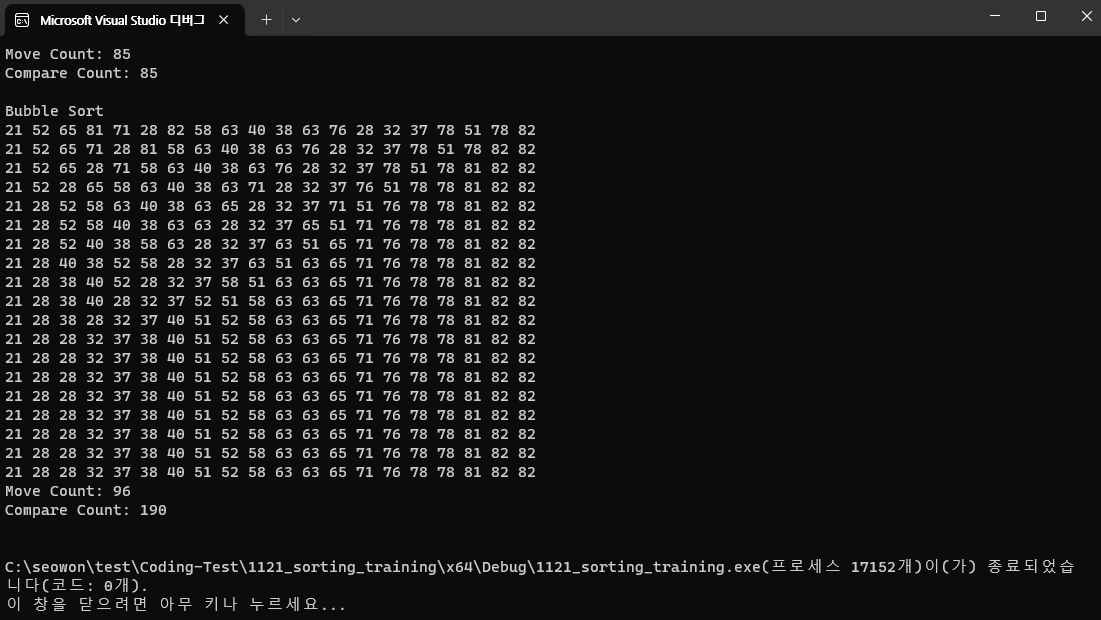 Microsoft Visual Studio 디버그
Move Count: 85
Compare Count: 85
Bubble Sort
21 52 65 81 71 28 82 58 63 40 38 63 76 28 32 37 78 51 78 82
21 52 65 71 28 81 58 63 40 38 63 76 28 32 37 78 51 78 82 82
21 52 65 28 71 58 63 40 38 63 76 28 32 37 78 51 78 81 82 82
21 52 28 65 58 63 40 38 63 71 28 32 37 76 51 78 78 81 82 82
21 28 52 58 63 40 38 63 65 28 32 37 71 51 76 78 78 81 82 82
21 28 52 58 40 38 63 63 28 32 37 65 51 71 76 78 78 81 82 82
21 28 52 40 38 58 63 28 32 37 63 51 65 71 76 78 78 81 82 82
21 28 40 38 52 58 28 32 37 63 51 63 65 71 76 78 78 81 82 82
21 28 38 40 52 28 32 37 58 51 63 63 65 71 76 78 78 81 82 82
21 28 38 40 28 32 37 52 51 58 63 63 65 71 76 78 78 81 82 82
21 28 38 28 32 37 40 51 52 58 63 63 65 71 76 78 78 81 82 82
21 28 28 32 37 38 40 51 52 58 63 63 65 71 76 78 78 81 82 82
21 28 28 32 37 38 40 51 52 58 63 63 65 71 76 78 78 81 82 82
21 28 28 32 37 38 40 51 52 58 63 63 65 71 76 78 78 81 82 82
21 28 28 32 37 38 40 51 52 58 63 63 65 71 76 78 78 81 82 82
21 28 28 32 37 38 40 51 52 58 63 63 65 71 76 78 78 81 82 82
21 28 28 32 37 38 40 51 52 58 63 63 65 71 76 78 78 81 82 82
21 28 28 32 37 38 40 51 52 58 63 63 65 71 76 78 78 81 82 82
21 28 28 32 37 38 40 51 52 58 63 63 65 71 76 78 78 81 82 82
Move Count: 96
Compare Count: 190
C:\seowon\test\Coding-Test\1121_sorting_training\x64\Debug\1121_sorting_training.exe(프로세스 17152개)이(가) 종료되었습
니다(코드: 0개).
이 창을 닫으려면 아무 키나 누르세요...